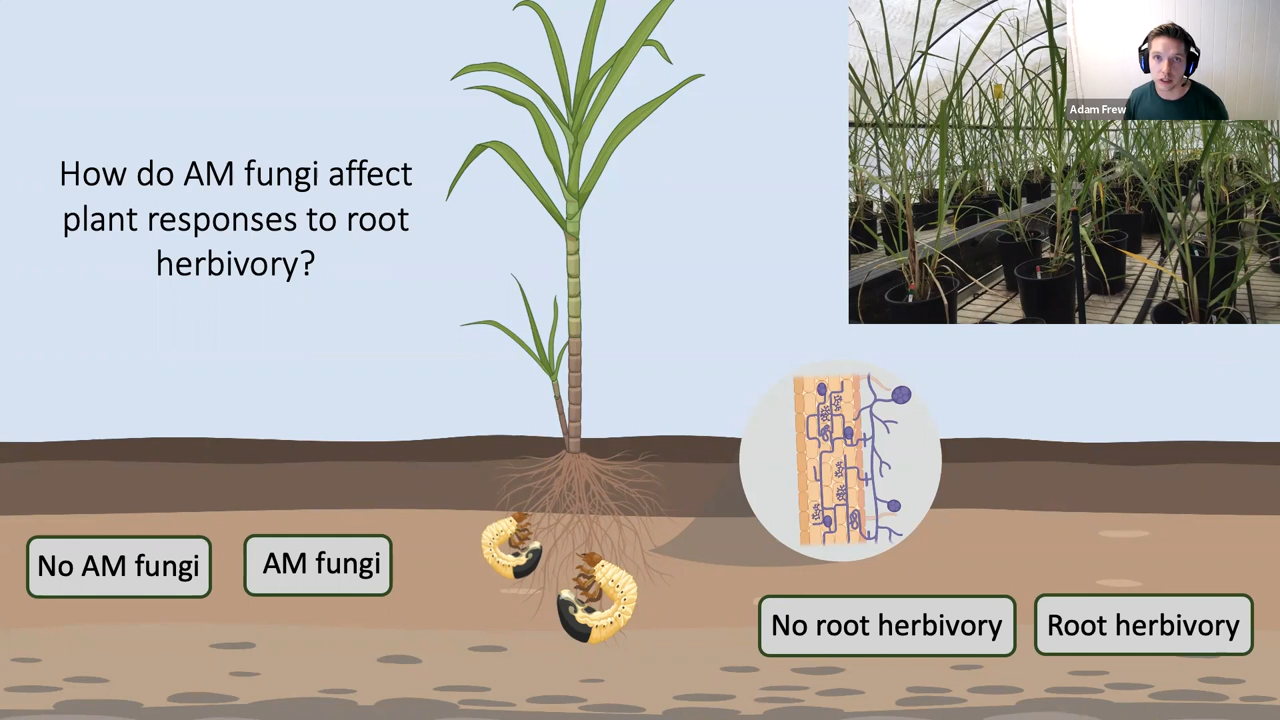 How do AM fungi affect
plant responses to root
herbivory?
Adam Frew
No AM fungi
AM fungi
No root herbivory
Root herbivory